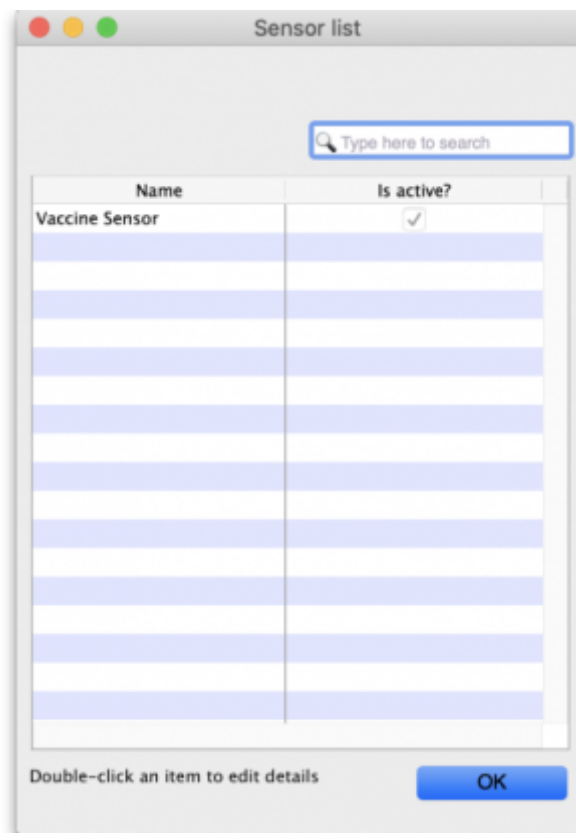 Sensor list
Type here to search
Name Is active?
Vaccine Sensor
Double-click an item to edit details
OK